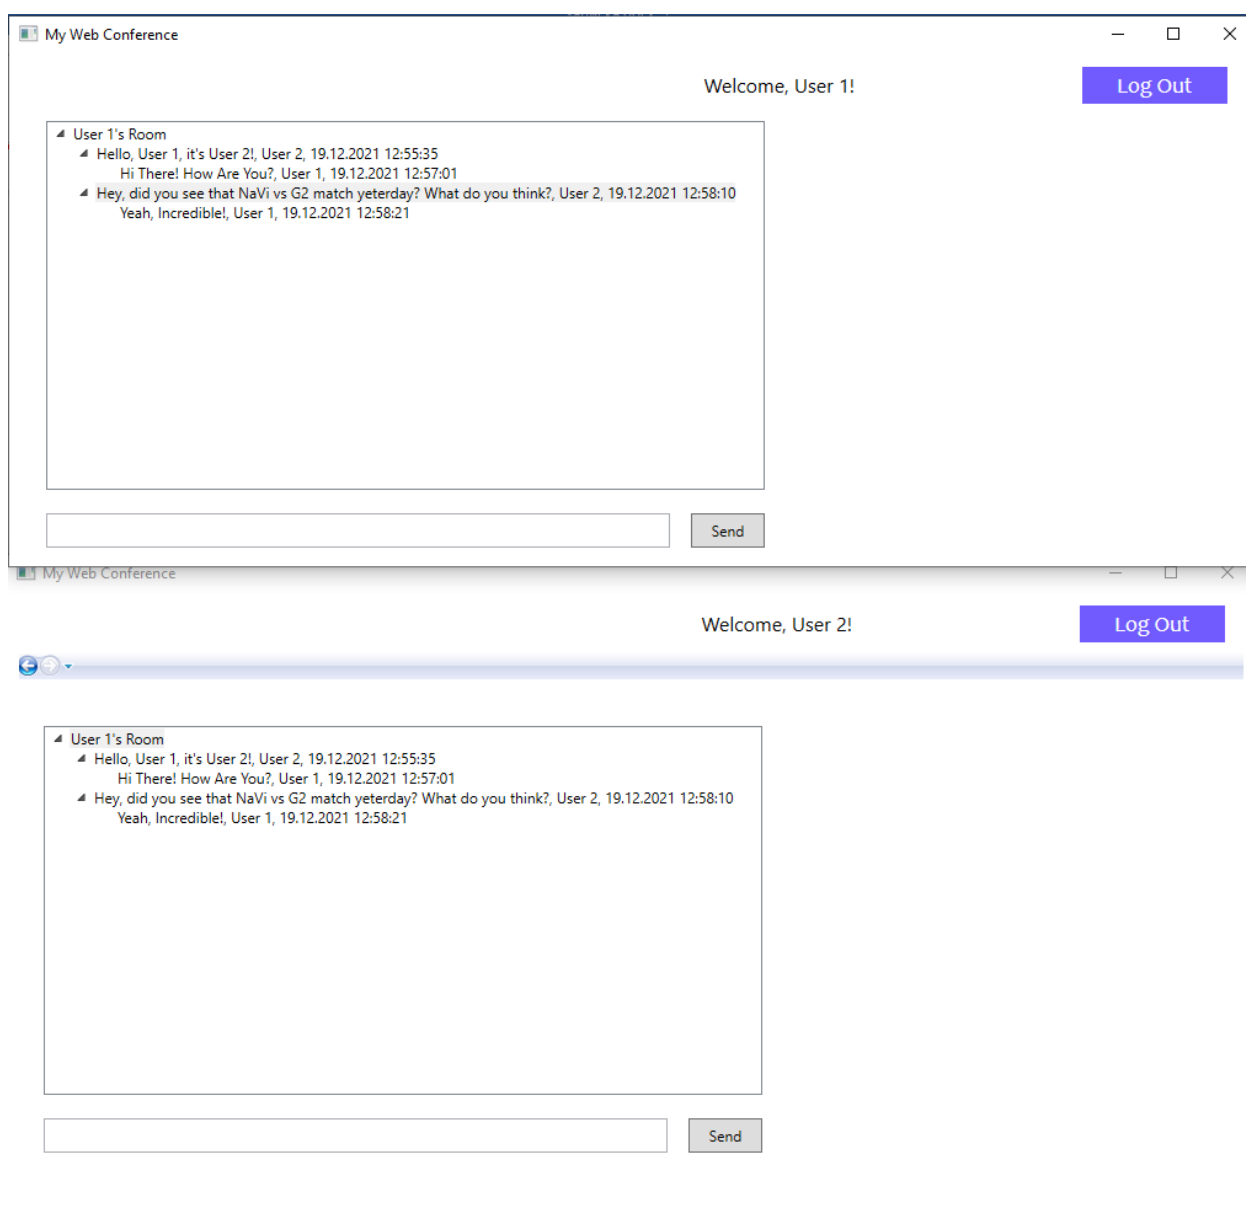 My Web Conference
Welcome, User 1!
Log Out
User 1's Room
Hello, User 1, it's User 2!, User 2, 19.12.2021 12:55:35
Hi There! How Are You?, User 1, 19.12.2021 12:57:01
Hey, did you see that NaVi vs G2 match yeterday? What do you think?, User 2, 19.12.2021 12:58:10
Yeah, Incredible!, User 1, 19.12.2021 12:58:21
Send
My Web Conference
Welcome, User 2!
Log Out
User 1's Room
Hello, User 1, it's User 2!, User 2, 19.12.2021 12:55:35
Hi There! How Are You?, User 1, 19.12.2021 12:57:01
Hey, did you see that NaVi vs G2 match yeterday? What do you think?, User 2, 19.12.2021 12:58:10
Yeah, Incredible!, User 1, 19.12.2021 12:58:21
Send